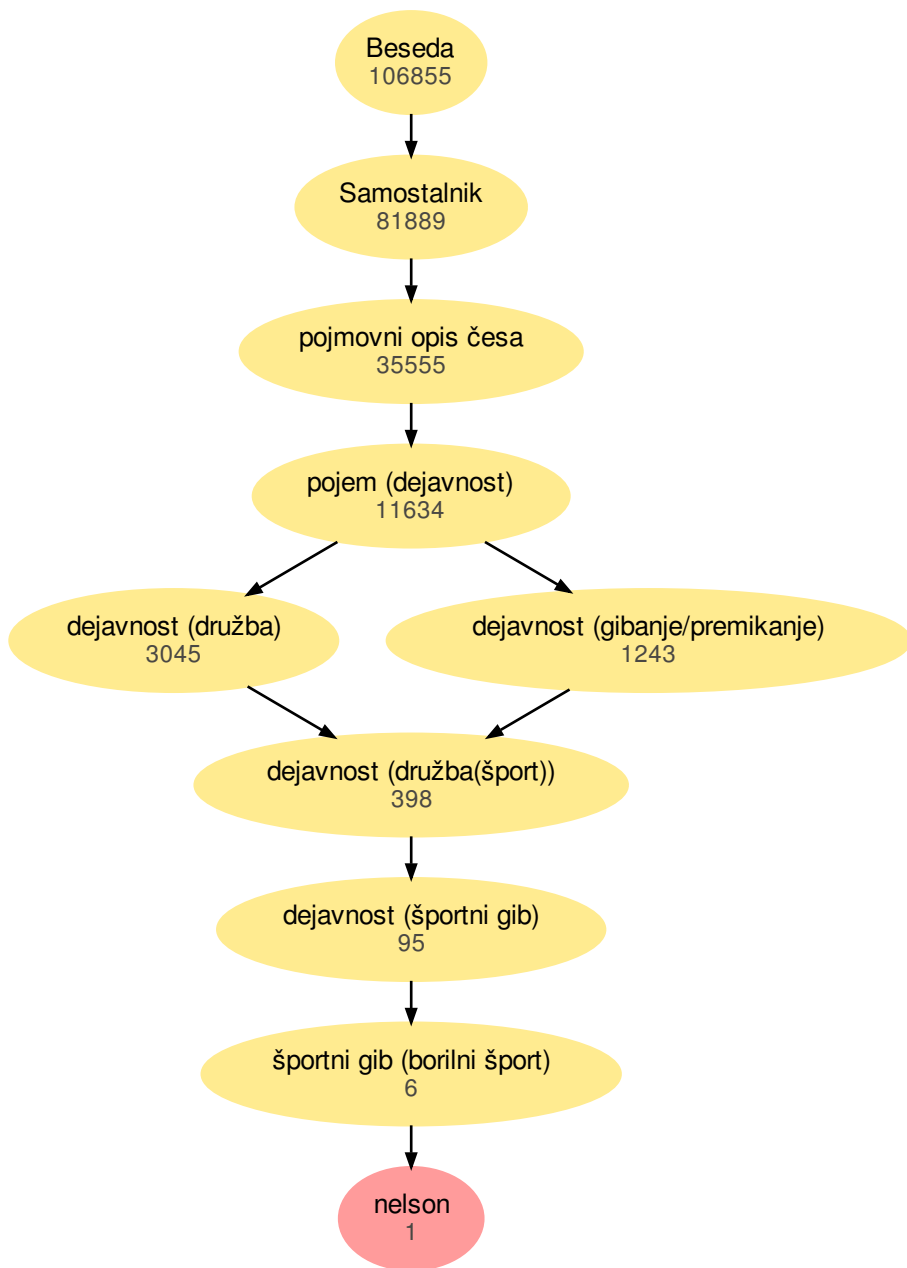 Beseda
106855
Samostalnik
81889
pojmovni opis česa
35555
pojem (dejavnost)
11634
dejavnost (družba)
3045
dejavnost (gibanje/premikanje)
1243
dejavnost (družba(šport))
398
dejavnost (športni gib)
95
športni gib (borilni šport)
6
nelson
1